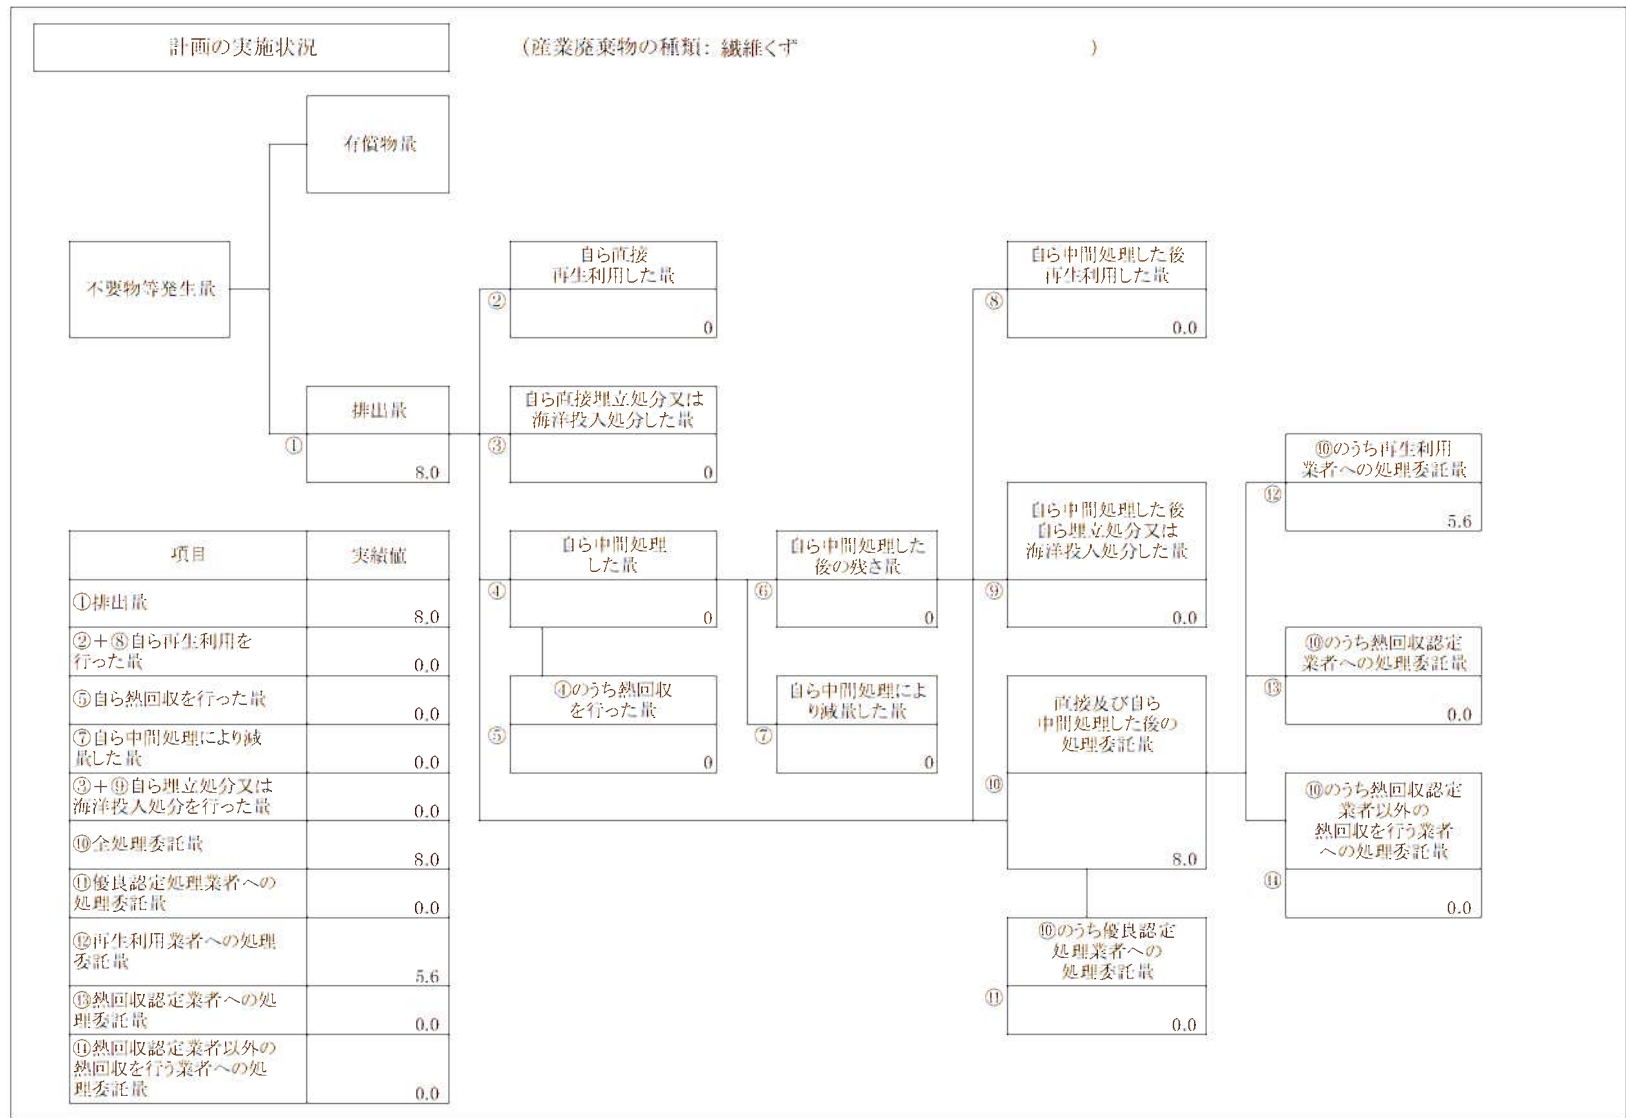 計画の実施状況
(産業廃棄物の種類: 繊維くず )
有償物量
不要物等発生量
自ら直接
再生利用した量
②
0
自ら中間処理した後
再生利用した量
⑧
0.0
排出量
①
8.0
自ら直接埋立処分又は
海洋投入処分した量
③
0
⑩のうち再生利用
業者への処理委託量
⑫
5.6
自ら中間処理
した量
④
0
自ら中間処理した
後の残さ量
⑥
0
自ら中間処理した後
自ら埋立処分又は
海洋投入処分した量
⑨
0.0
⑩のうち熱回収認定
業者への処理委託量
⑬
0.0
④のうち熱回収
を行った量
⑤
0
自ら中間処理によ
り減量した量
⑦
0
直接及び自ら
中間処理した後の
処理委託量
⑩
8.0
⑩のうち熱回収認定
業者以外の
熱回収を行う業者
への処理委託量
⑭
0.0
⑩のうち優良認定
処理業者への
処理委託量
⑪
0.0
項目 実績値
①排出量
8.0
②+⑧自ら再生利用を
行った量
0.0
⑤自ら熱回収を行った量
0.0
⑦自ら中間処理により減
量した量
0.0
③+⑨自ら埋立処分又は
海洋投入処分を行った量
0.0
⑩全処理委託量
8.0
⑪優良認定処理業者への
処理委託量
0.0
⑫再生利用業者への処理
委託量
5.6
⑬熱回収認定業者への処
理委託量
0.0
⑭熱回収認定業者以外の
熱回収を行う業者への処
理委託量
0.0